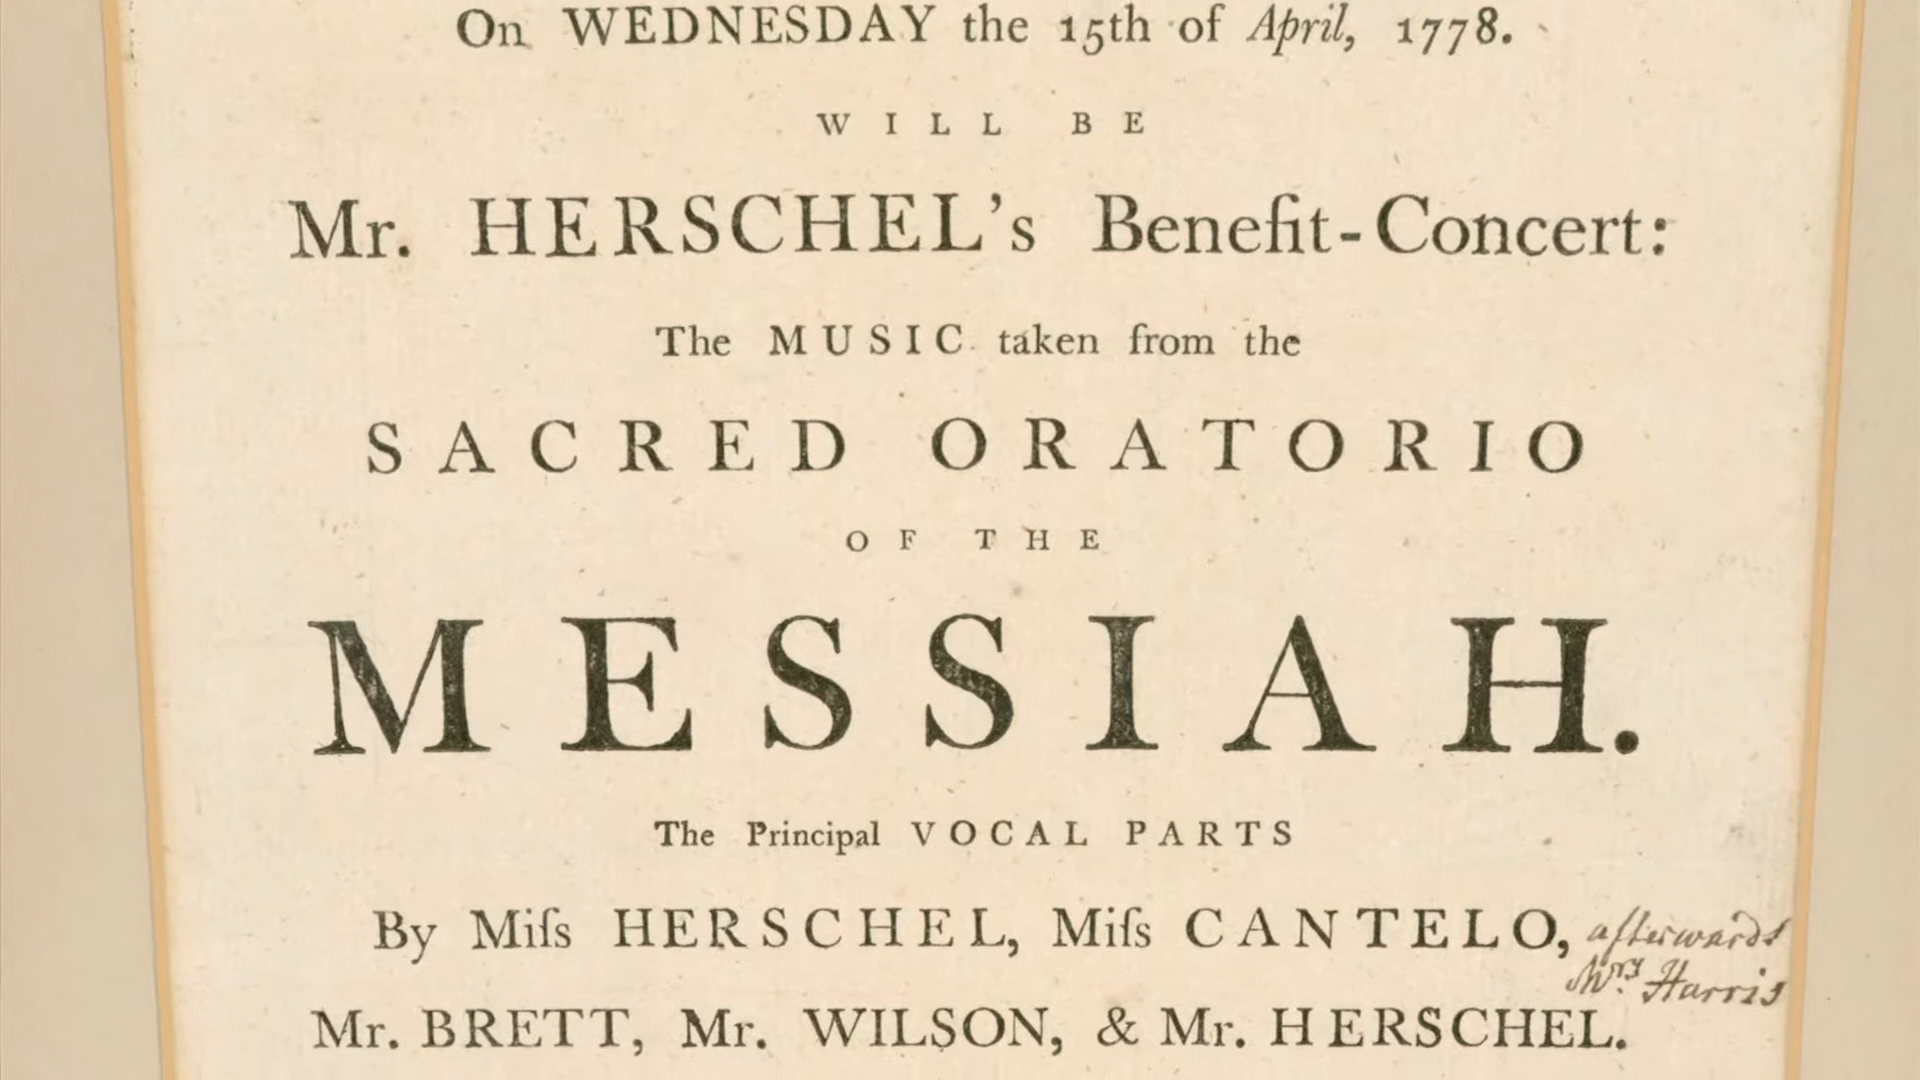 On WEDNESDAY the 15th of April, 1778.
WILL BE
Mr. HERSCHEL's Benefit-Concert:
The MUSIC taken from the
SACRED ORATORIO
OF THE
MESSIAH.
The Principal VOCAL PARTS
By Miſs HERSCHEL, Miſs CANTELO, afterwards
Mrs Harris
Mr. BRETT, Mr. WILSON, & Mr. HERSCHEL.